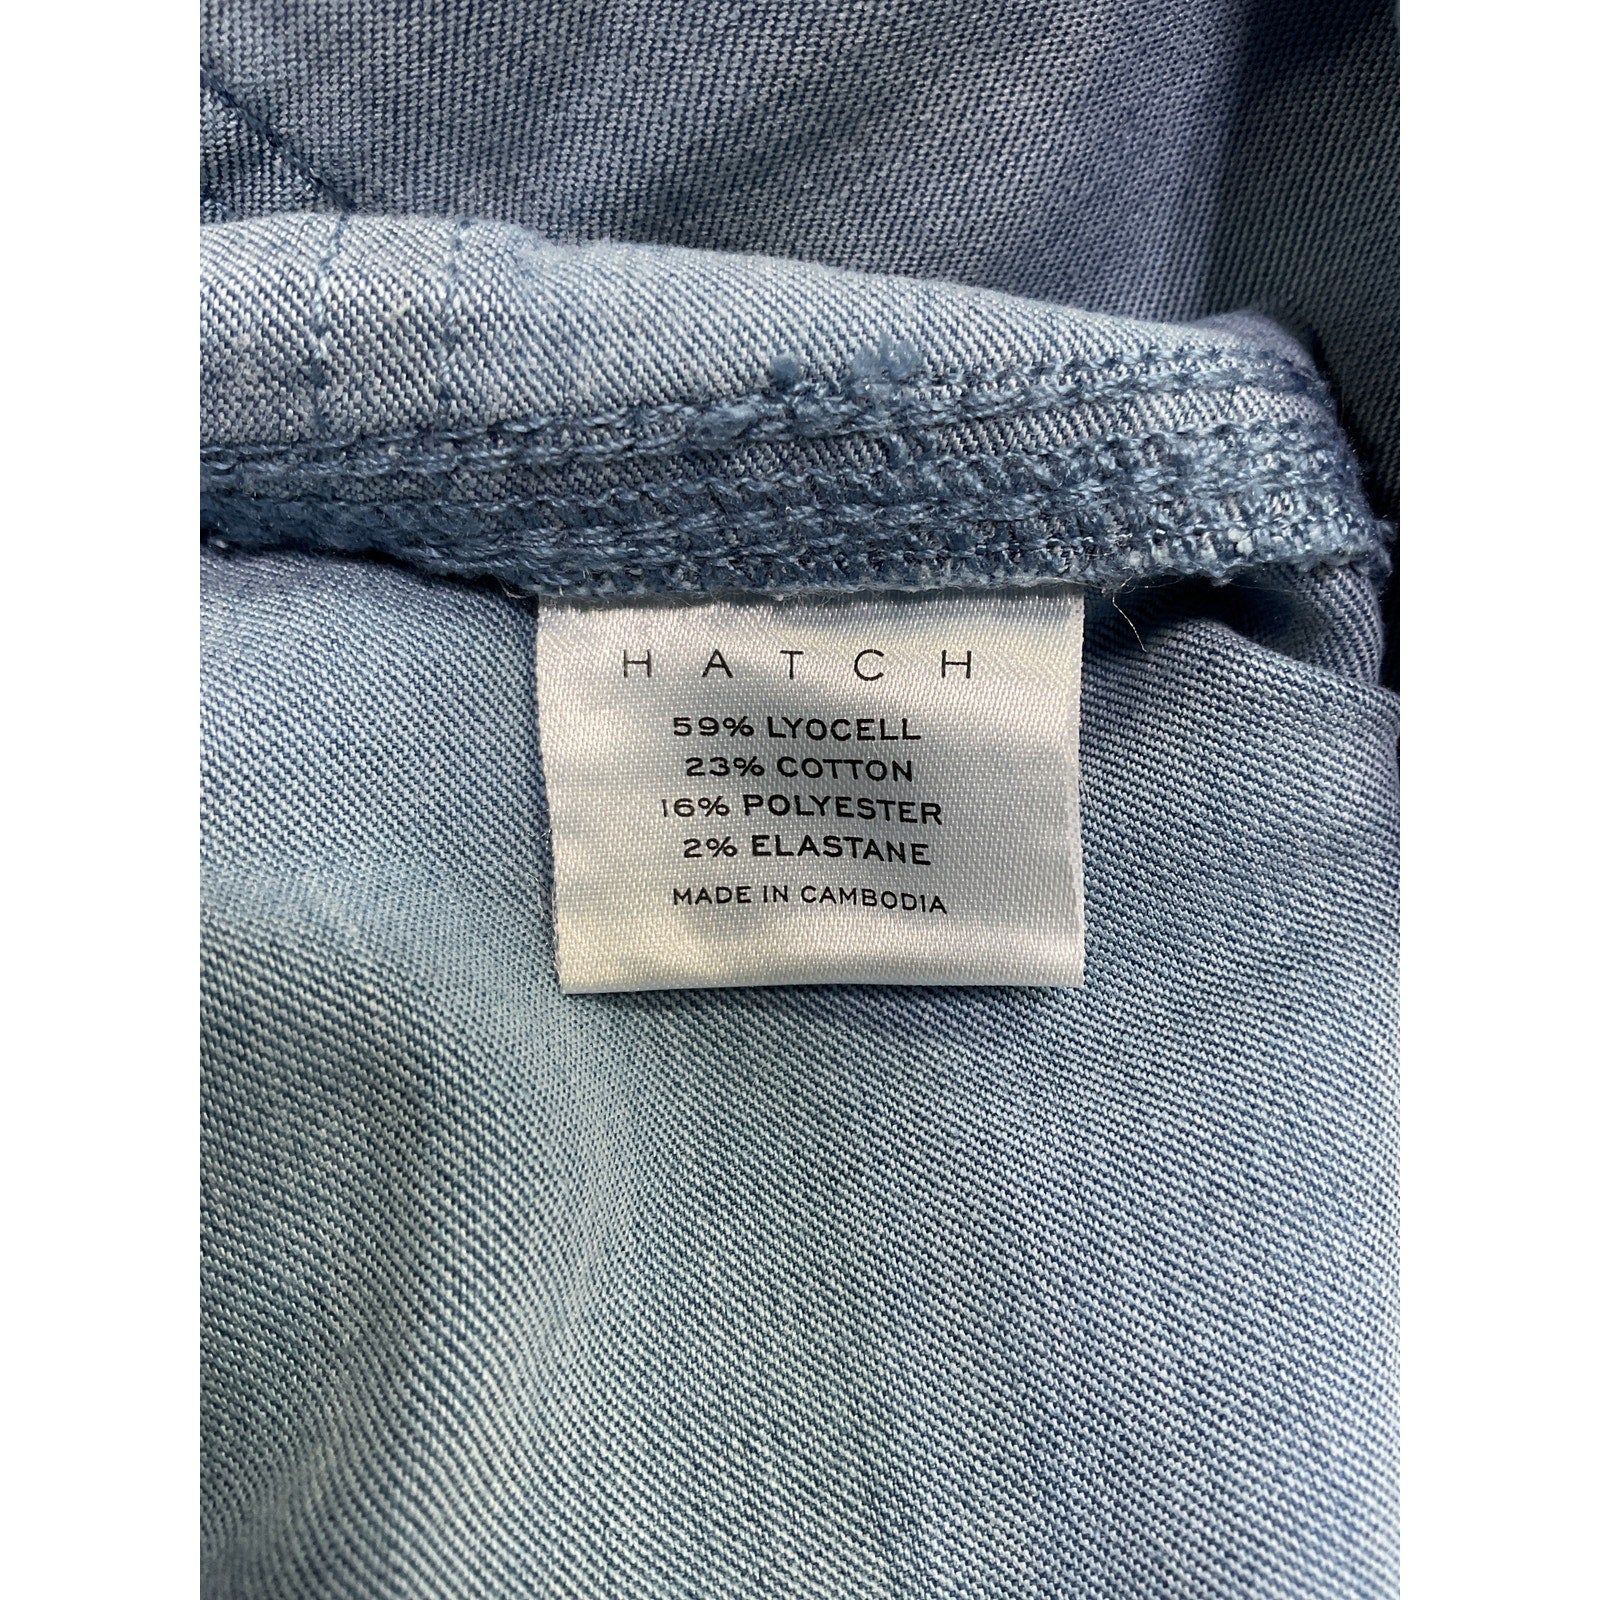 HATCH
59% LYOCELL
23% COTTON
16% POLYESTER
2% ELASTANE
MADE IN CAMBODIA